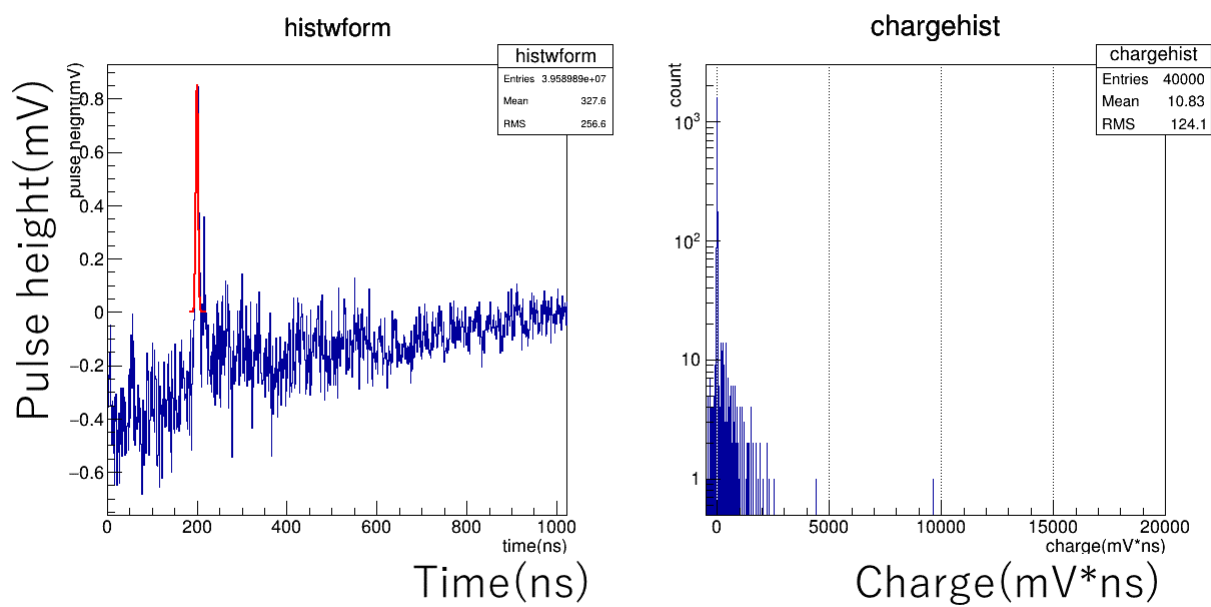 histwform
histwform
Entries 3.958989e+07
Mean 327.6
RMS 256.6
Pulse height(mV)
pulse height(mv)
0.8
0.6
0.4
0.2
0
−0.2
−0.4
−0.6
0 200 400 600 800 1000
time(ns)
Time(ns)
chargehist
chargehist
Entries 40000
Mean 10.83
RMS 124.1
count
10³
10²
10
1
0 5000 10000 15000 20000
charge(mV*ns)
Charge(mV*ns)